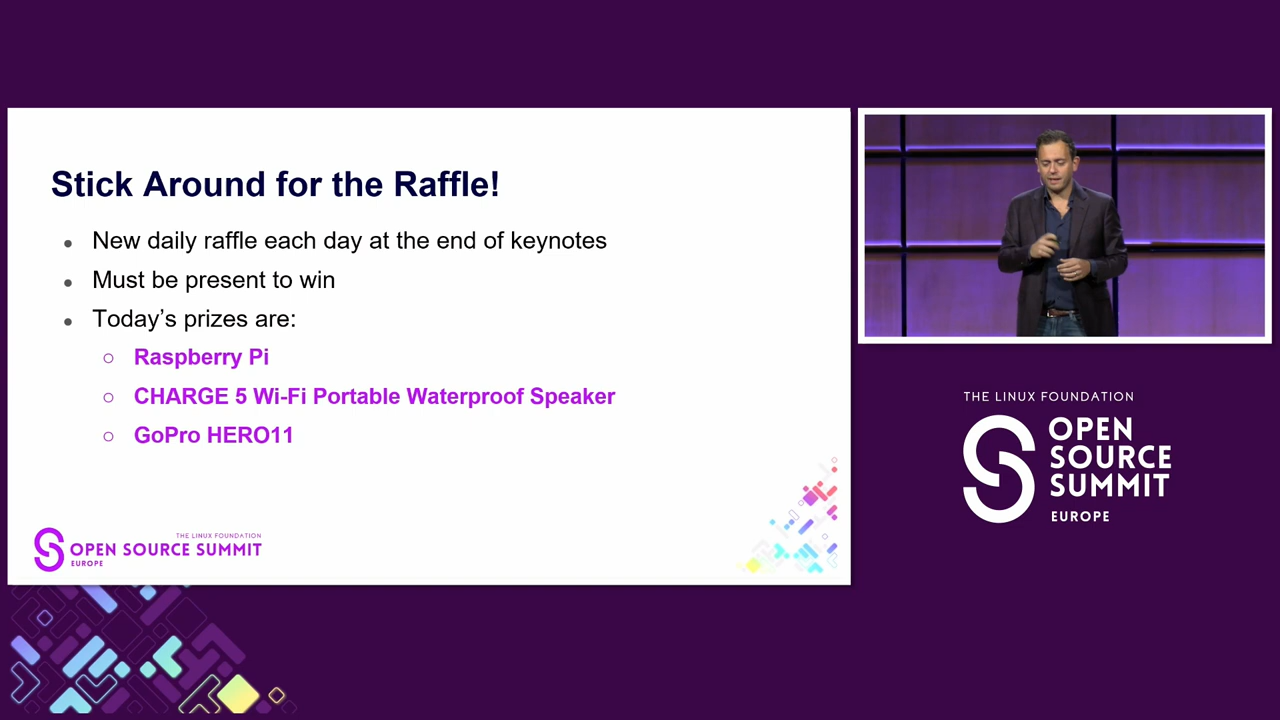 Stick Around for the Raffle!
New daily raffle each day at the end of keynotes
Must be present to win
Today’s prizes are:
Raspberry Pi
CHARGE 5 Wi-Fi Portable Waterproof Speaker
GoPro HERO11
THE LINUX FOUNDATION
OPEN SOURCE SUMMIT
EUROPE
THE LINUX FOUNDATION
OPEN
SOURCE
SUMMIT
EUROPE